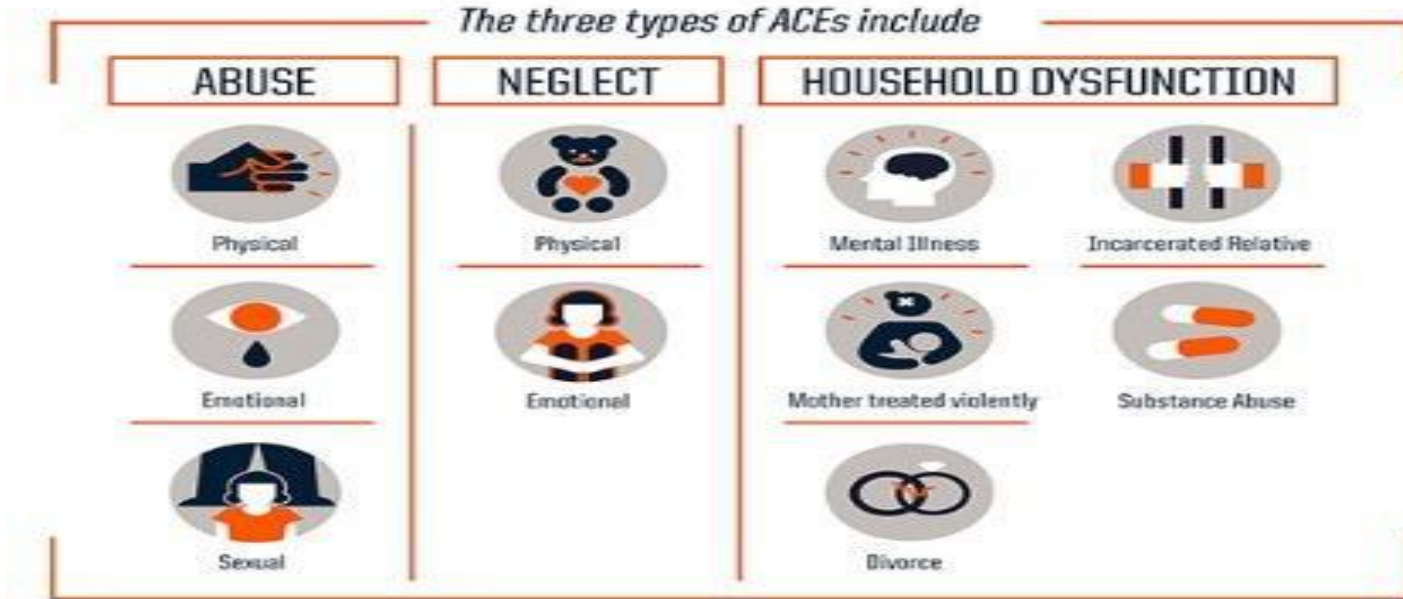 The three types of ACEs include
ABUSE
NEGLECT
HOUSEHOLD DYSFUNCTION
Physical
Emotional
Sexual
Physical
Emotional
Mental Illness
Incarcerated Relative
Mother treated violently
Substance Abuse
Divorce